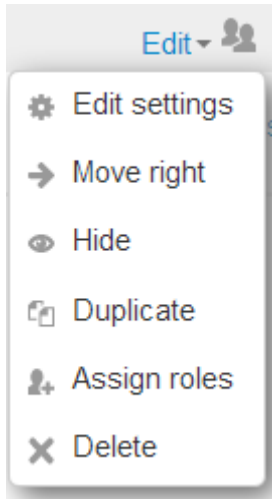 Edit
Edit settings
Move right
Hide
Duplicate
Assign roles
Delete